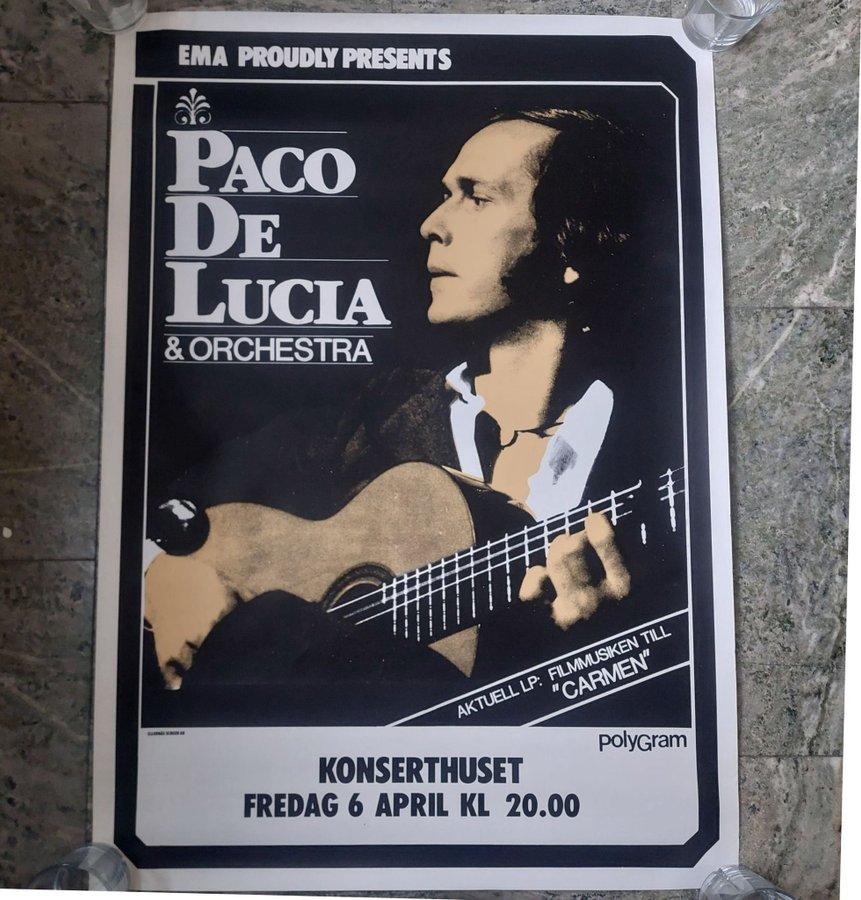 EMA PROUDLY PRESENTS
PACO
DE
LUCIA
& ORCHESTRA
AKTUELL LP: FILMMUSIKEN TILL
"CARMEN"
polyGram
KONSERTHUSET
FREDAG 6 APRIL KL 20.00